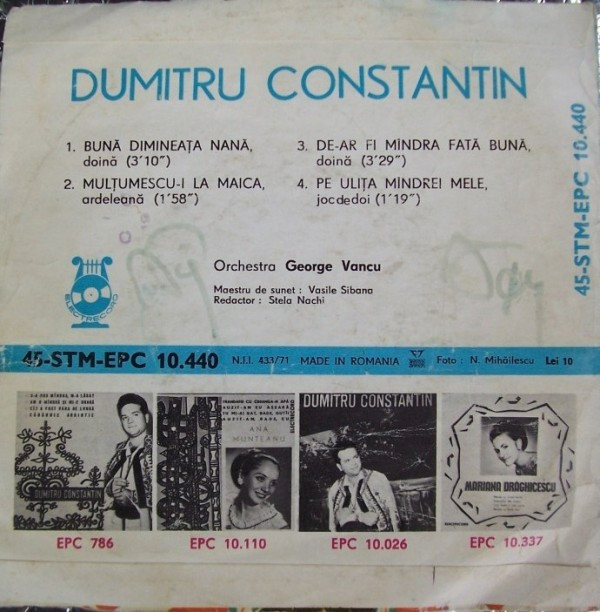 DUMITRU CONSTANTIN
1. BUNĂ DIMINEAȚA NANĂ,
doină (3'10")
2. MULȚUMESCU-I LA MAICA,
ardeleană (1'58")
3. DE-AR FI MÎNDRA FATĂ BUNĂ,
doină (3'29")
4. PE ULIȚA MÎNDREI MELE,
joc de doi (1'19")
45-STM-EPC 10.440
Orchestra George Vancu
Maestru de sunet : Vasile Sibana
Redactor : Stela Nachi
ELECTRECORD
45-STM-EPC 10.440 N.I.I. 433/71 MADE IN ROMANIA Foto : N. Mihăilescu Lei 10
DUMITRU CONSTANTIN
ANA
MUNTEANU
DUMITRU CONSTANTIN
MARIANA DRĂGHICESCU
EPC 786
EPC 10.110
EPC 10.026
EPC 10.337